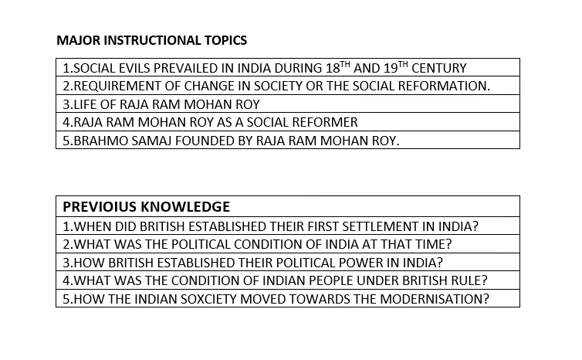 MAJOR INSTRUCTIONAL TOPICS
1.SOCIAL EVILS PREVAILED IN INDIA DURING 18TH AND 19TH CENTURY
2.REQUIREMENT OF CHANGE IN SOCIETY OR THE SOCIAL REFORMATION.
3.LIFE OF RAJA RAM MOHAN ROY
4.RAJA RAM MOHAN ROY AS A SOCIAL REFORMER
5.BRAHMO SAMAJ FOUNDED BY RAJA RAM MOHAN ROY.
PREVIOIUS KNOWLEDGE
1.WHEN DID BRITISH ESTABLISHED THEIR FIRST SETTLEMENT IN INDIA?
2.WHAT WAS THE POLITICAL CONDITION OF INDIA AT THAT TIME?
3.HOW BRITISH ESTABLISHED THEIR POLITICAL POWER IN INDIA?
4.WHAT WAS THE CONDITION OF INDIAN PEOPLE UNDER BRITISH RULE?
5.HOW THE INDIAN SOXCIETY MOVED TOWARDS THE MODERNISATION?